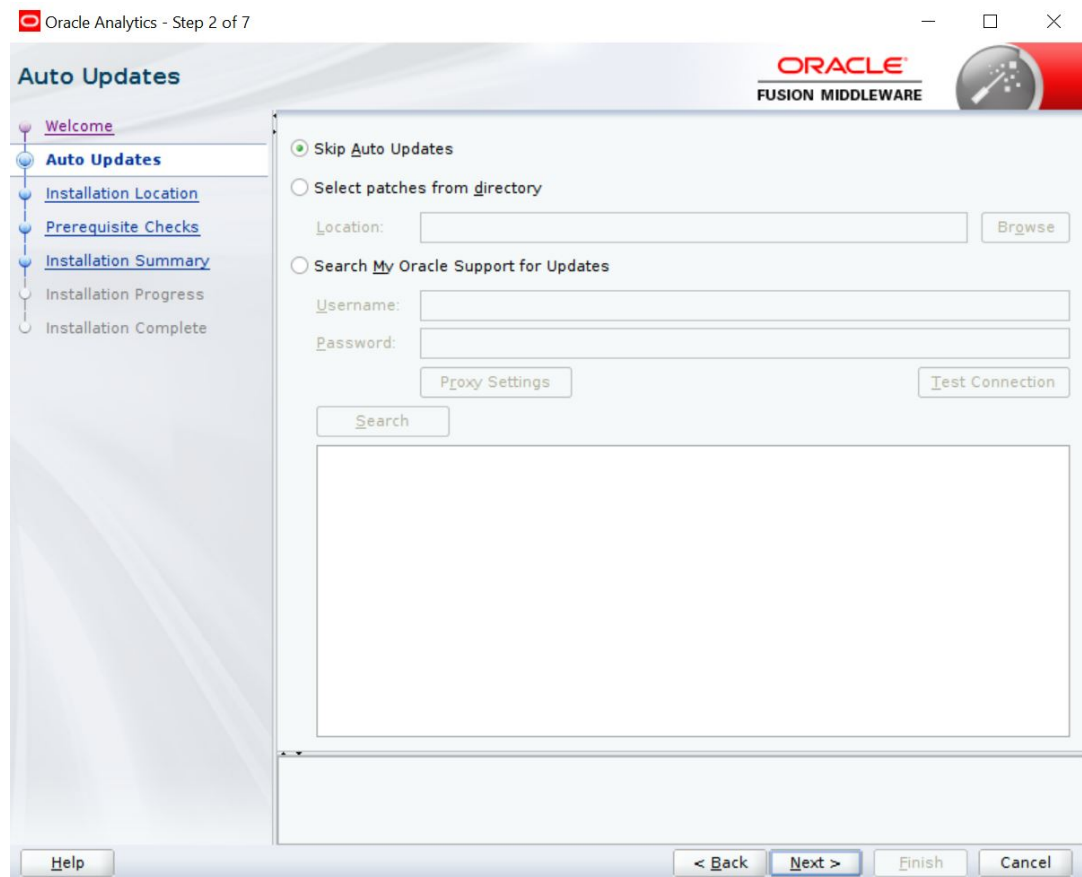 Oracle Analytics - Step 2 of 7
Auto Updates
ORACLE®
FUSION MIDDLEWARE
Welcome
Auto Updates
Installation Location
Prerequisite Checks
Installation Summary
Installation Progress
Installation Complete
Skip Auto Updates
Select patches from directory
Location:
Browse
Search My Oracle Support for Updates
Username:
Password:
Proxy Settings
Test Connection
Search
Help
< Back
Next >
Finish
Cancel